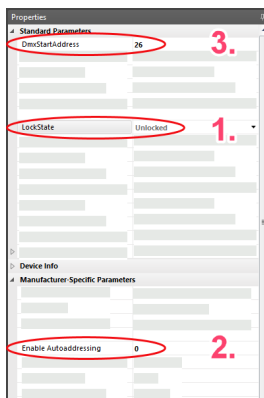 Properties
Standard Parameters
DmxStartAddress 26
3.
LockState Unlocked
1.
Device Info
Manufacturer-Specific Parameters
Enable Autoaddressing 0
2.